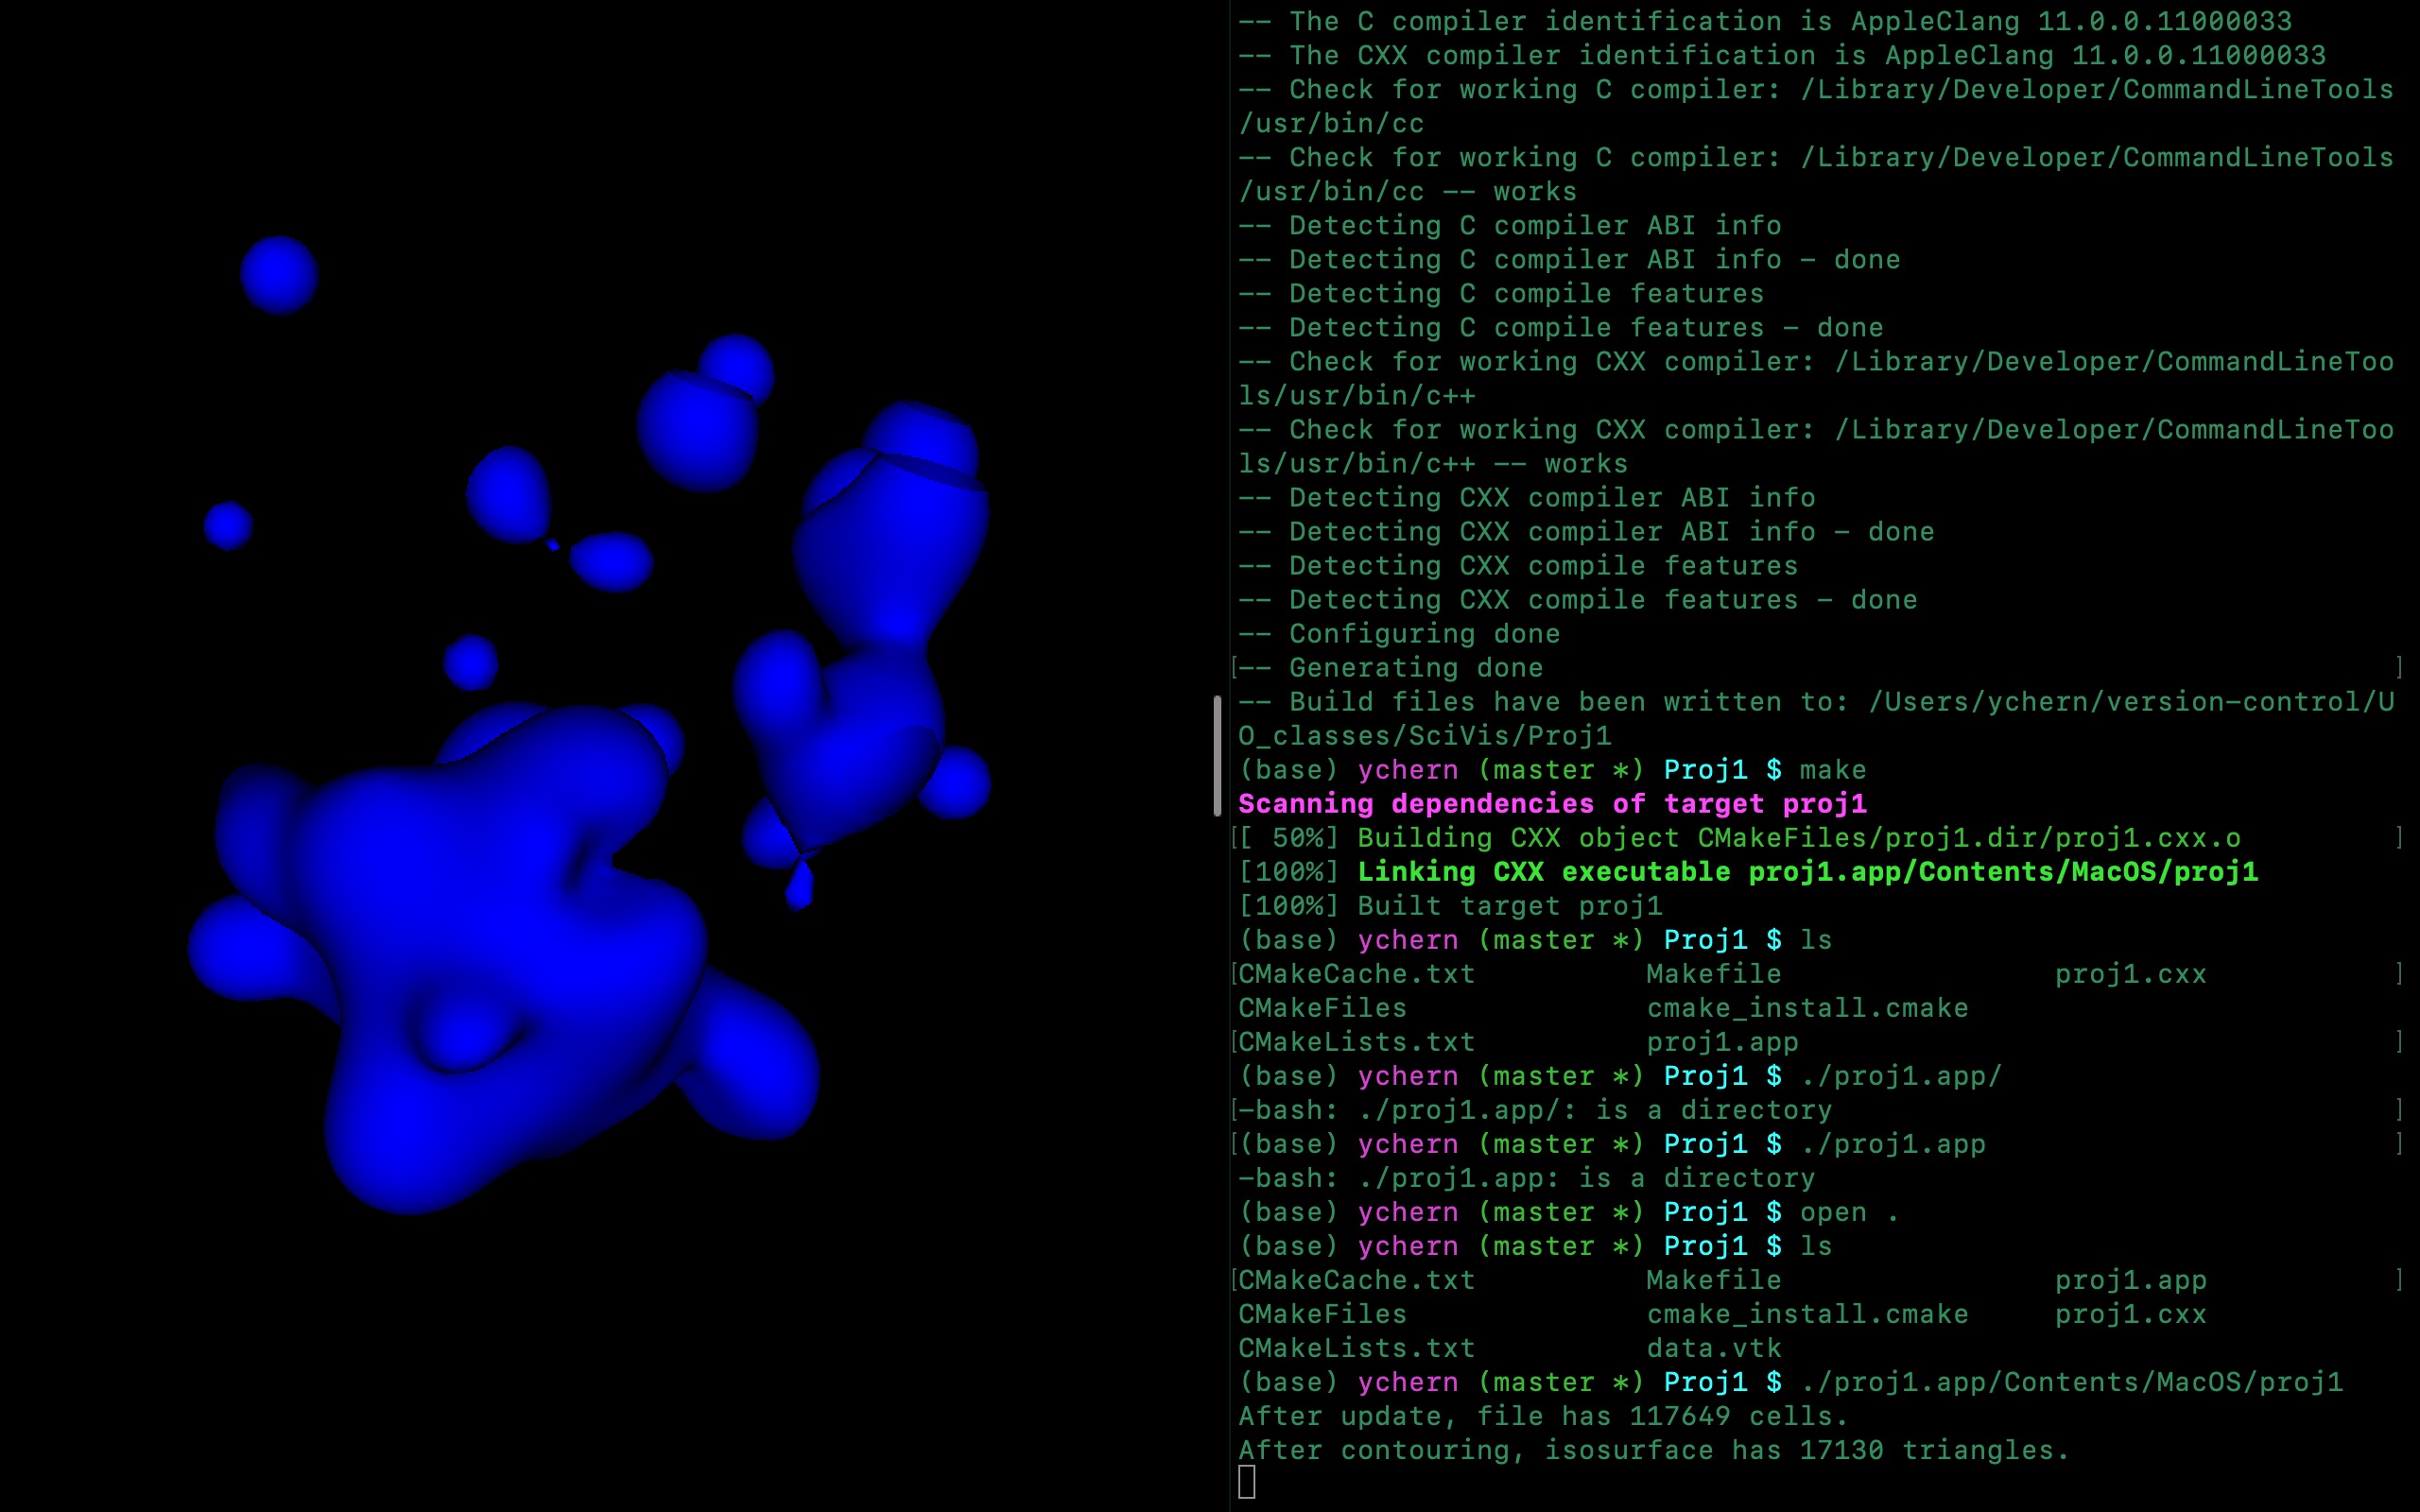 -- The C compiler identification is AppleClang 11.0.0.11000033
-- The CXX compiler identification is AppleClang 11.0.0.11000033
-- Check for working C compiler: /Library/Developer/CommandLineTools
/usr/bin/cc
-- Check for working C compiler: /Library/Developer/CommandLineTools
/usr/bin/cc -- works
-- Detecting C compiler ABI info
-- Detecting C compiler ABI info - done
-- Detecting C compile features
-- Detecting C compile features - done
-- Check for working CXX compiler: /Library/Developer/CommandLineToo
ls/usr/bin/c++
-- Check for working CXX compiler: /Library/Developer/CommandLineToo
ls/usr/bin/c++ -- works
-- Detecting CXX compiler ABI info
-- Detecting CXX compiler ABI info - done
-- Detecting CXX compile features
-- Detecting CXX compile features - done
-- Configuring done
[-- Generating done ]
-- Build files have been written to: /Users/ychern/version-control/U
O_classes/SciVis/Proj1
(base) ychern (master *) Proj1 $ make
Scanning dependencies of target proj1
[[ 50%] Building CXX object CMakeFiles/proj1.dir/proj1.cxx.o ]
[100%] Linking CXX executable proj1.app/Contents/MacOS/proj1
[100%] Built target proj1
(base) ychern (master *) Proj1 $ ls
[CMakeCache.txt Makefile proj1.cxx ]
CMakeFiles cmake_install.cmake
[CMakeLists.txt proj1.app ]
(base) ychern (master *) Proj1 $ ./proj1.app/
[-bash: ./proj1.app/: is a directory ]
[(base) ychern (master *) Proj1 $ ./proj1.app ]
-bash: ./proj1.app: is a directory
(base) ychern (master *) Proj1 $ open .
(base) ychern (master *) Proj1 $ ls
[CMakeCache.txt Makefile proj1.app ]
CMakeFiles cmake_install.cmake proj1.cxx
CMakeLists.txt data.vtk
(base) ychern (master *) Proj1 $ ./proj1.app/Contents/MacOS/proj1
After update, file has 117649 cells.
After contouring, isosurface has 17130 triangles.